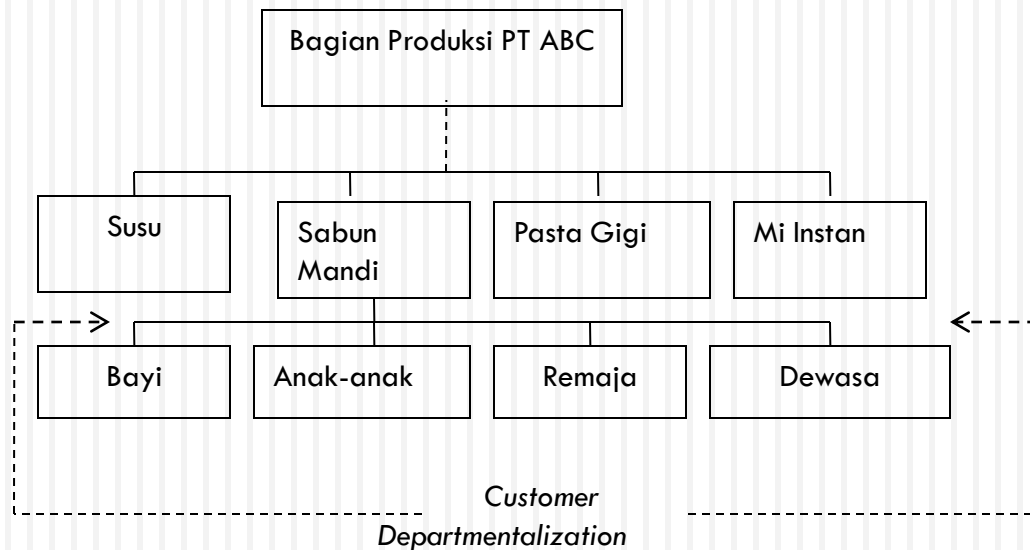 Bagian Produksi PT ABC
Susu
Sabun
Mandi
Pasta Gigi
Mi Instan
Bayi
Anak-anak
Remaja
Dewasa
Customer
Departmentalization